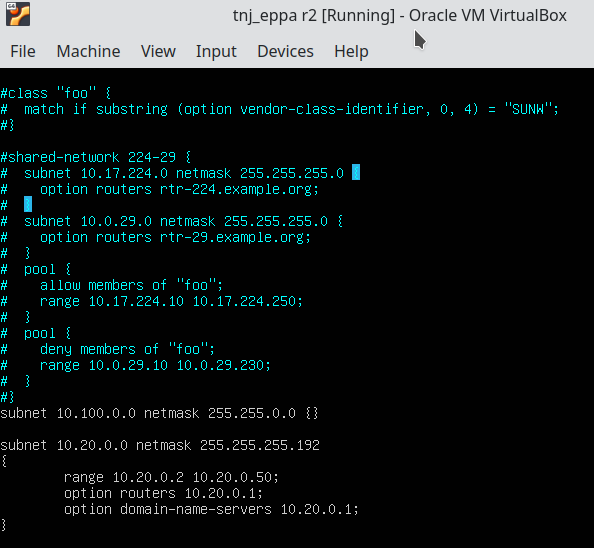 tnj_eppa r2 [Running] - Oracle VM VirtualBox
File Machine View Input Devices Help
#class "foo" {
#  match if substring (option vendor-class-identifier, 0, 4) = "SUNW";
#}
#shared-network 224-29 {
#  subnet 10.17.224.0 netmask 255.255.255.0 {
#    option routers rtr-224.example.org;
#  }
#  subnet 10.0.29.0 netmask 255.255.255.0 {
#    option routers rtr-29.example.org;
#  }
#  pool {
#    allow members of "foo";
#    range 10.17.224.10 10.17.224.250;
#  }
#  pool {
#    deny members of "foo";
#    range 10.0.29.10 10.0.29.230;
#  }
#}
subnet 10.100.0.0 netmask 255.255.0.0 {}
subnet 10.20.0.0 netmask 255.255.255.192
{
        range 10.20.0.2 10.20.0.50;
        option routers 10.20.0.1;
        option domain-name-servers 10.20.0.1;
}